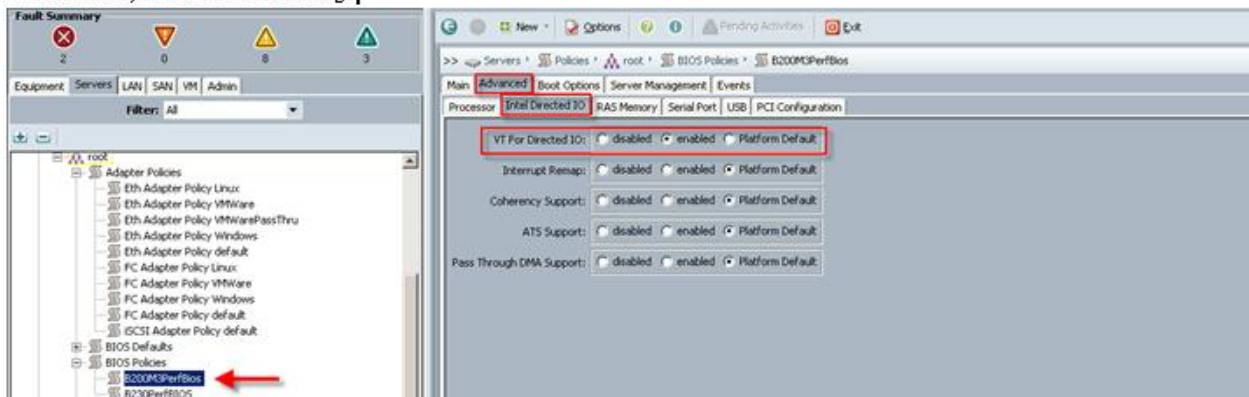 Fault Summary
2 0 8 3
Equipment Servers LAN SAN VM Admin
Filter: All
root
Adapter Policies
Eth Adapter Policy Linux
Eth Adapter Policy VMWare
Eth Adapter Policy VMWarePassThru
Eth Adapter Policy Windows
Eth Adapter Policy default
FC Adapter Policy Linux
FC Adapter Policy VMWare
FC Adapter Policy Windows
FC Adapter Policy default
iSCSI Adapter Policy default
BIOS Defaults
BIOS Policies
B200M3PerfBios
B230PerfBIOS
New Options Pending Activities Exit
>> Servers Policies root BIOS Policies B200M3PerfBios
Main Advanced Boot Options Server Management Events
Processor Intel Directed IO RAS Memory Serial Port USB PCI Configuration
VT For Directed IO: disabled enabled Platform Default
Interrupt Remap: disabled enabled Platform Default
Coherency Support: disabled enabled Platform Default
ATS Support: disabled enabled Platform Default
Pass Through DMA Support: disabled enabled Platform Default